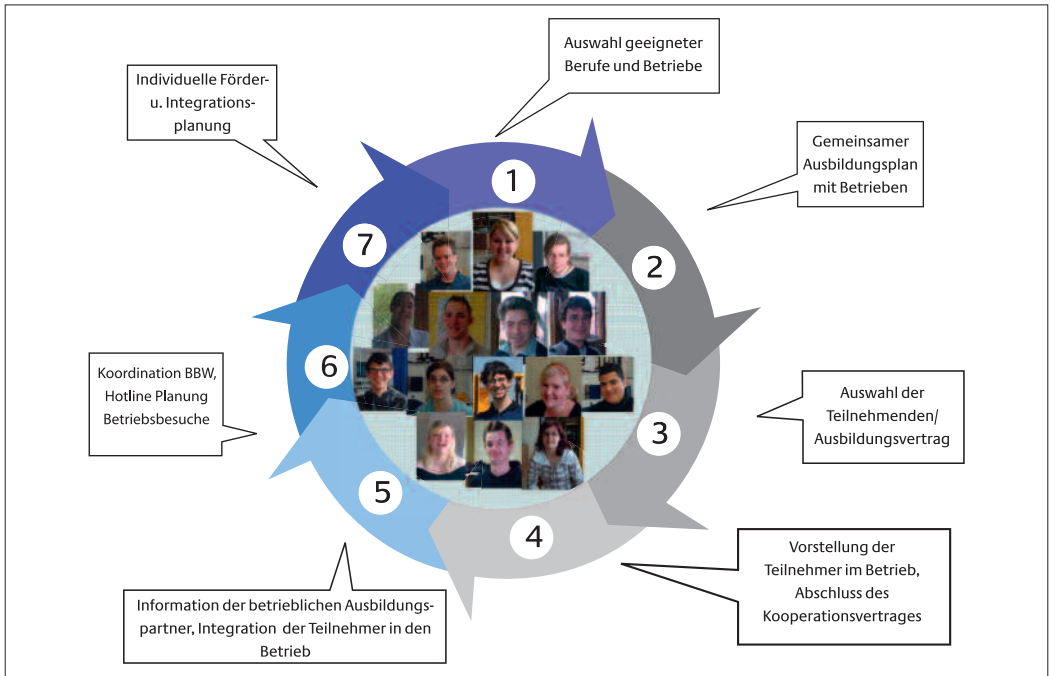 1
Auswahl geeigneter
Berufe und Betriebe
2
Gemeinsamer
Ausbildungsplan
mit Betrieben
3
Auswahl der
Teilnehmenden/
Ausbildungsvertrag
4
Vorstellung der
Teilnehmer im Betrieb,
Abschluss des
Kooperationsvertrages
5
Information der betrieblichen Ausbildungs-
partner, Integration der Teilnehmer in den
Betrieb
6
Koordination BBW,
Hotline Planung
Betriebsbesuche
7
Individuelle Förder-
u. Integrations-
planung